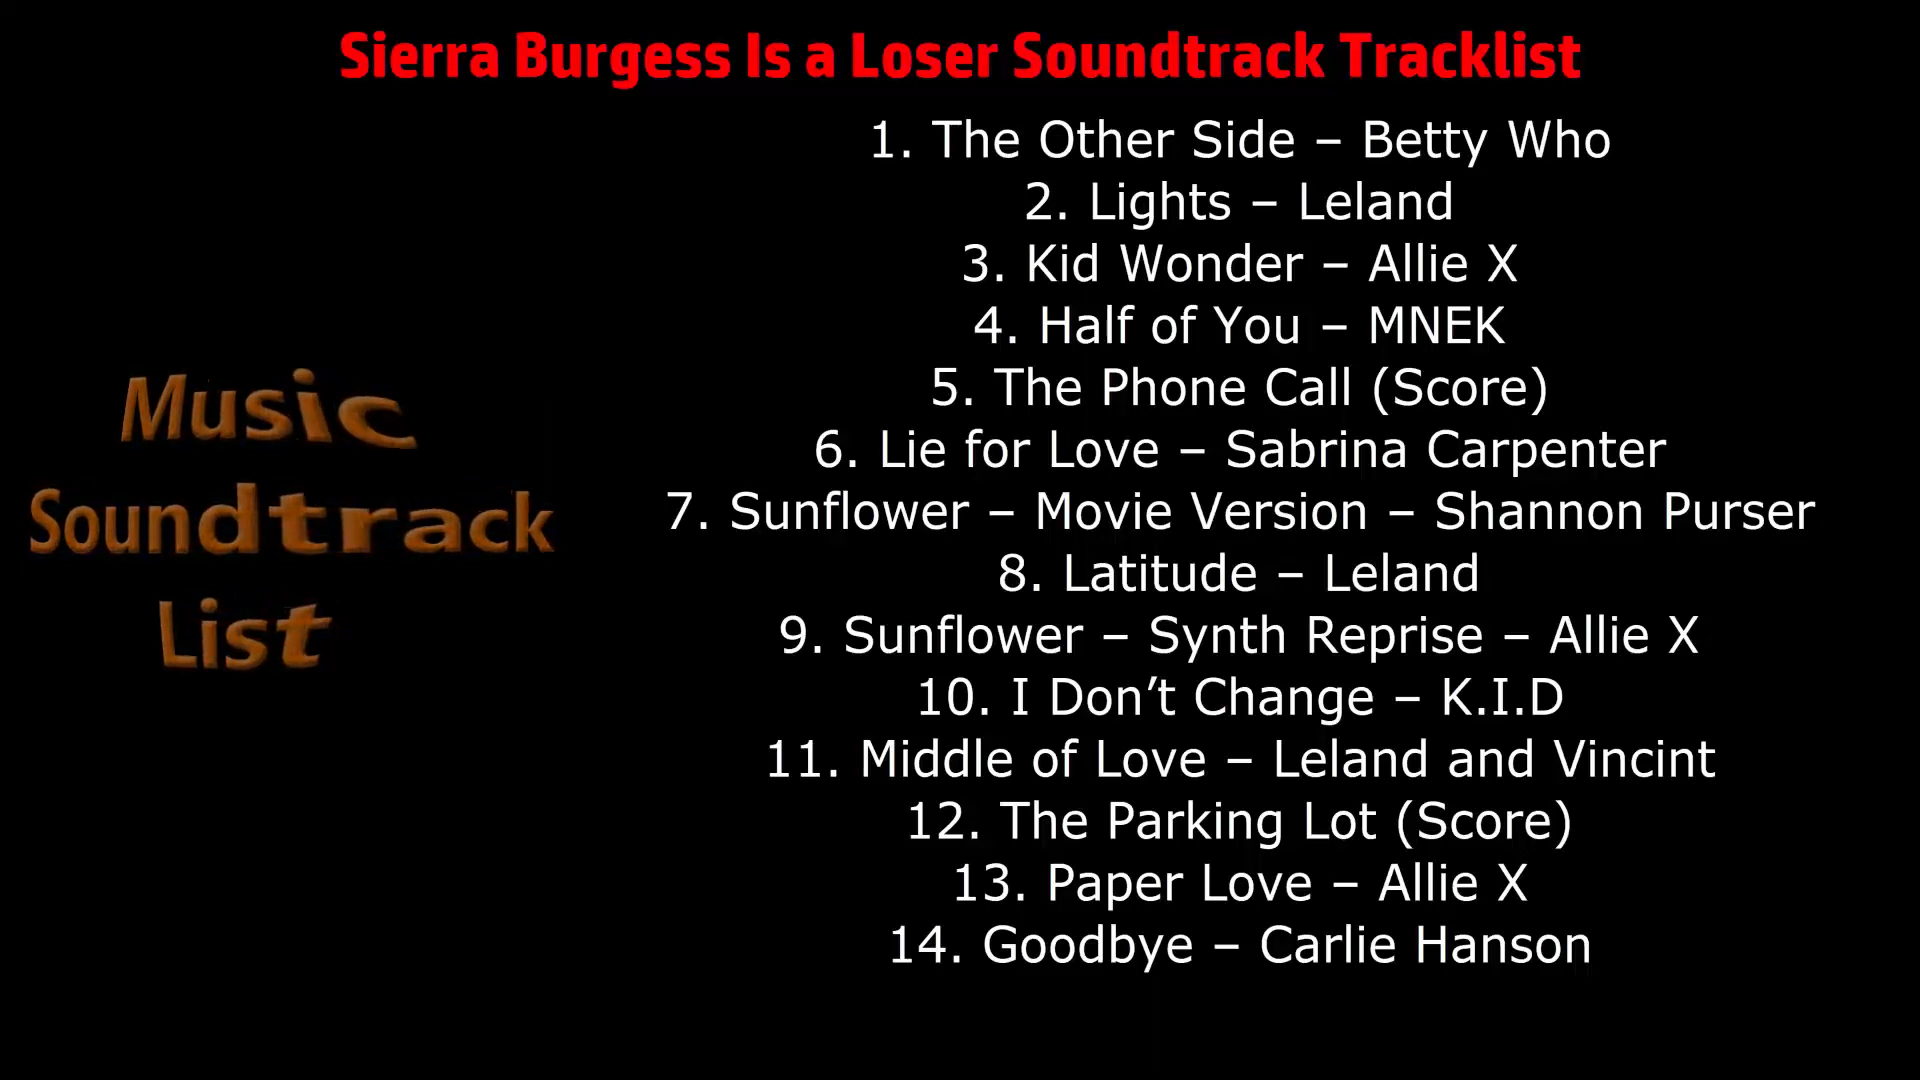 Sierra Burgess Is a Loser Soundtrack Tracklist
1. The Other Side – Betty Who
2. Lights – Leland
3. Kid Wonder – Allie X
4. Half of You – MNEK
5. The Phone Call (Score)
6. Lie for Love – Sabrina Carpenter
7. Sunflower – Movie Version – Shannon Purser
8. Latitude – Leland
9. Sunflower – Synth Reprise – Allie X
10. I Don’t Change – K.I.D
11. Middle of Love – Leland and Vincint
12. The Parking Lot (Score)
13. Paper Love – Allie X
14. Goodbye – Carlie Hanson
Music
Soundtrack
List